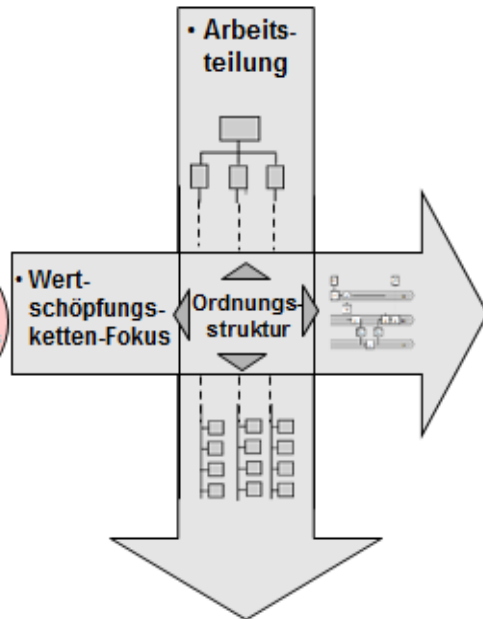 • Arbeits-
teilung
• Wert-
schöpfungs-
ketten-Fokus
Ordnungs-
struktur